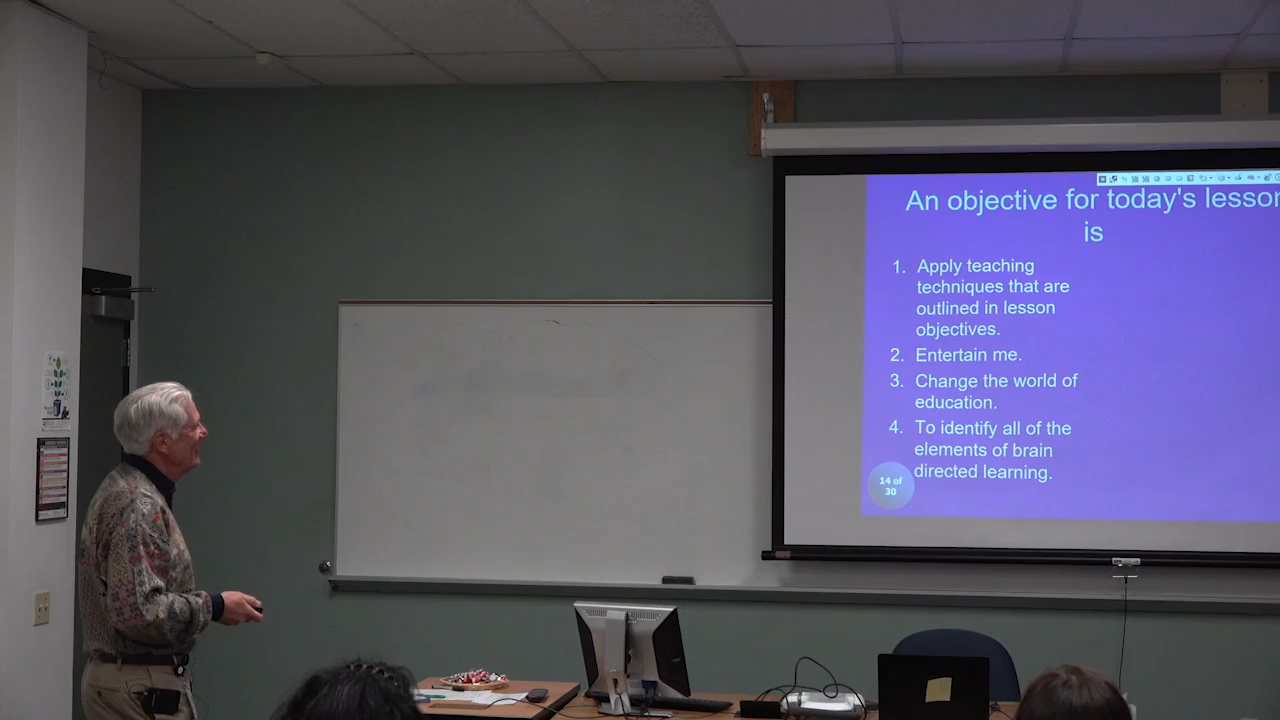 An objective for today's lesson
is
1. Apply teaching
techniques that are
outlined in lesson
objectives.
2. Entertain me.
3. Change the world of
education.
4. To identify all of the
elements of brain
directed learning.
14 of
30